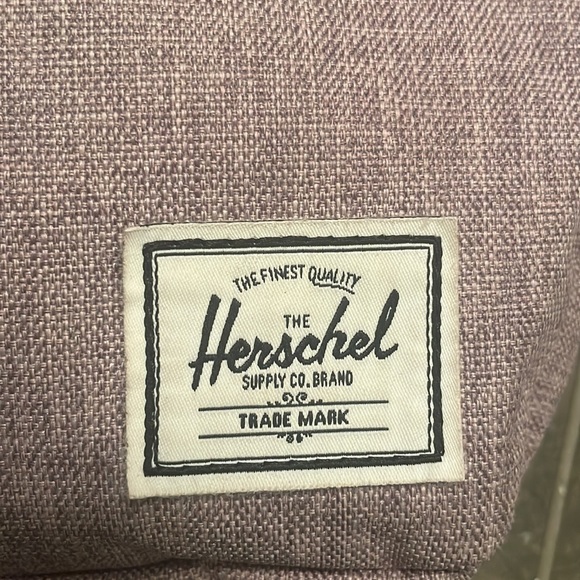 THE FINEST QUALITY
THE
Herschel
SUPPLY CO. BRAND
TRADE MARK